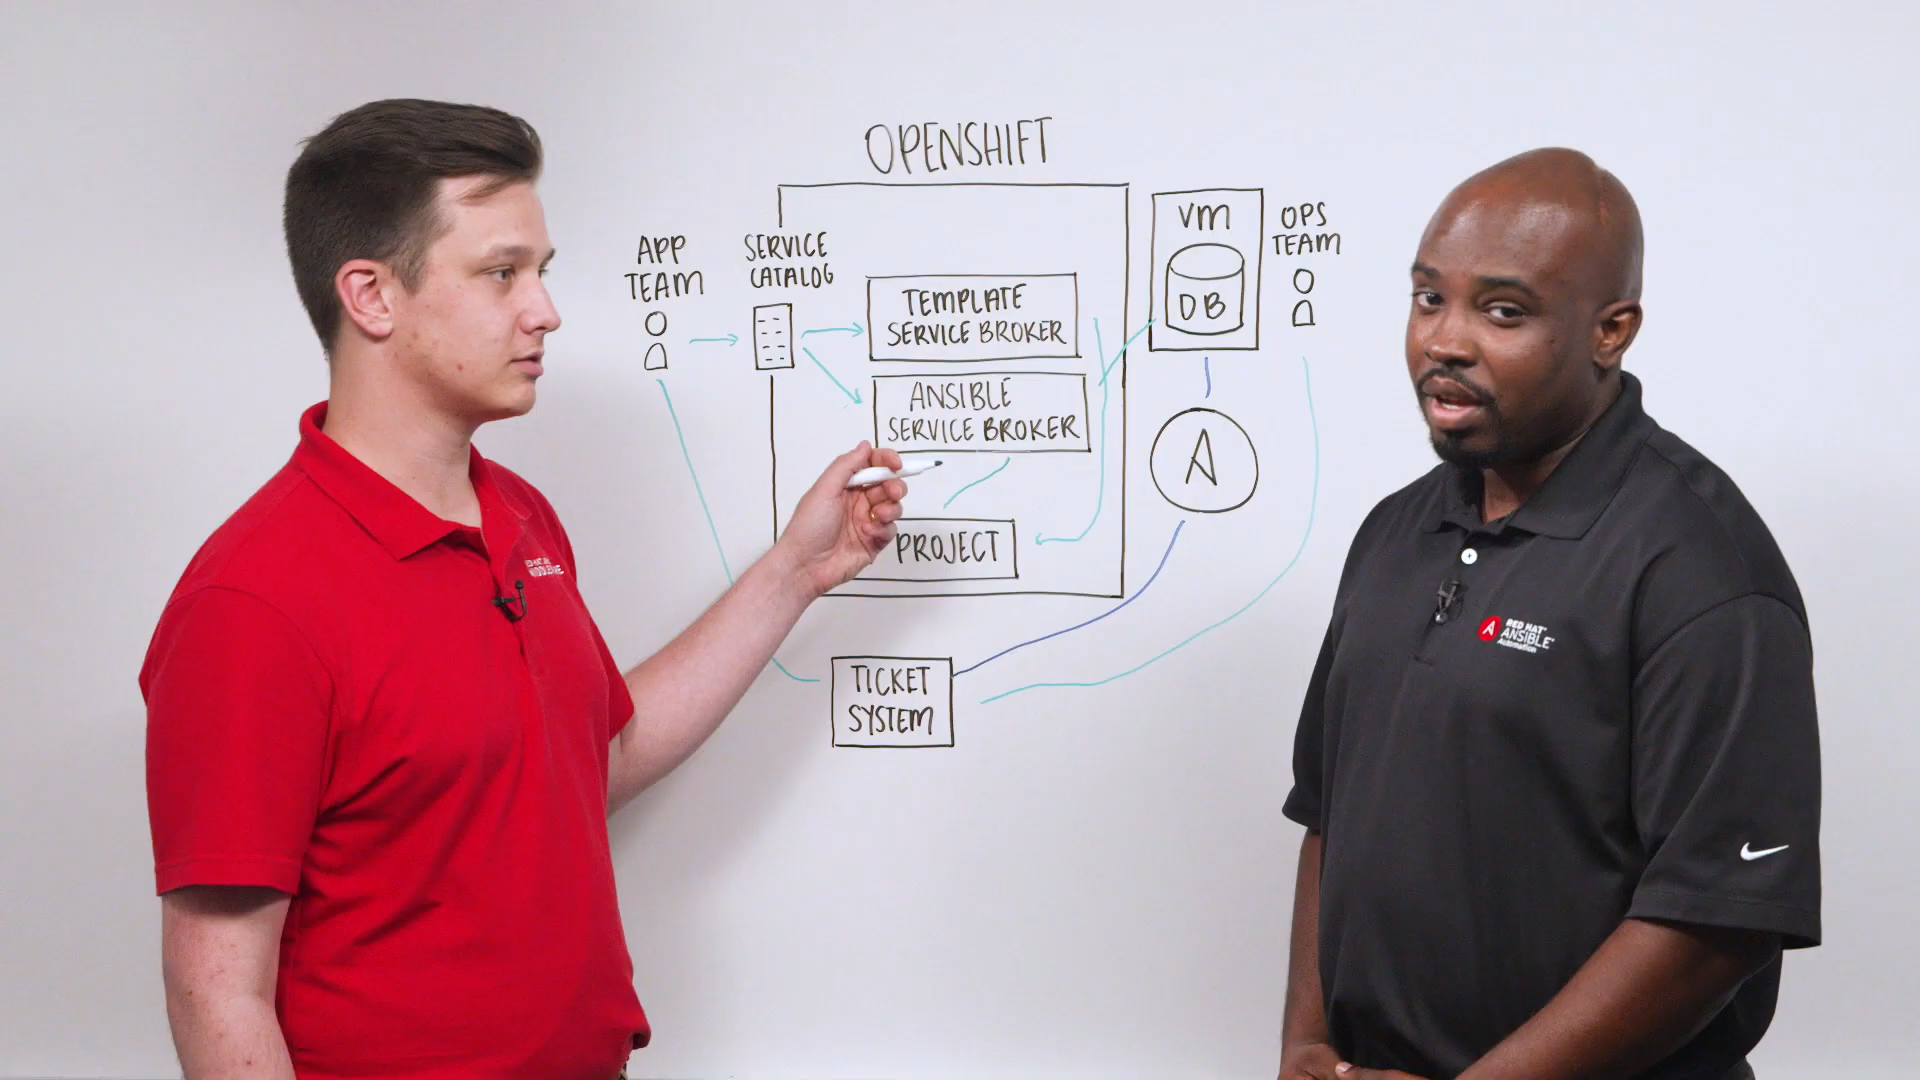 OPENSHIFT
APP
TEAM
SERVICE
CATALOG
TEMPLATE
SERVICE BROKER
ANSIBLE
SERVICE BROKER
PROJECT
VM
DB
OPS
TEAM
A
TICKET
SYSTEM
RED HAT
ANSIBLE
Automation